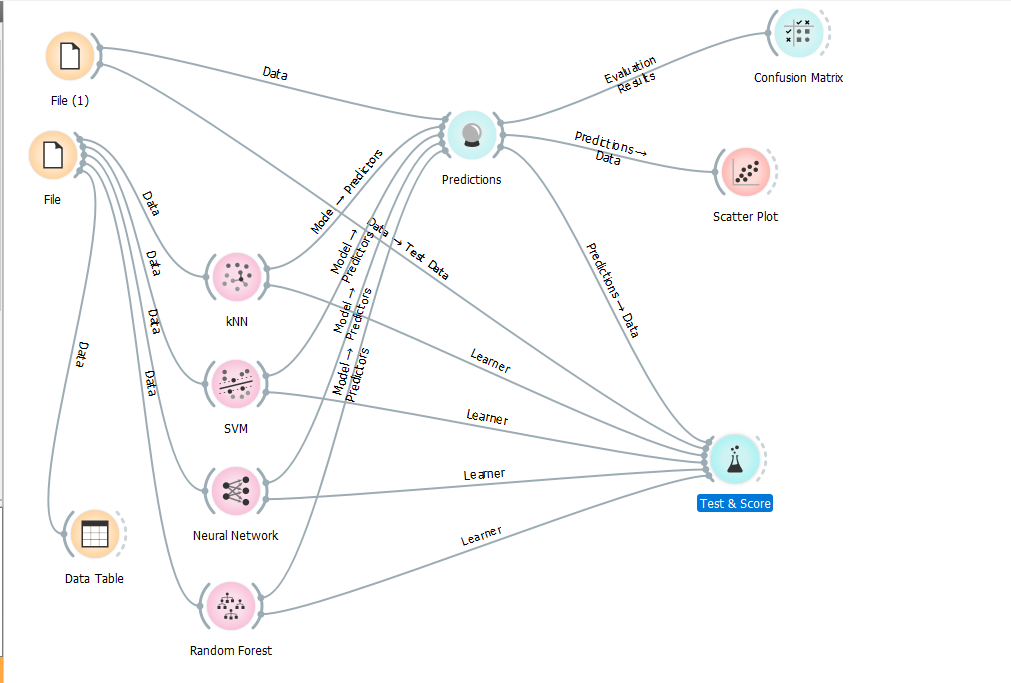 File (1)
File
Data
Data
Data
Data
Data
Data
Mode → Predictors
Model →
Predictors
Model →
Predictors
Model →
Predictors
Data → Test Data
Predictions
Evaluation
Results
Confusion Matrix
Predictions →
Data
Scatter Plot
Predictions → Data
kNN
Learner
SVM
Learner
Neural Network
Learner
Random Forest
Learner
Data Table
Test & Score